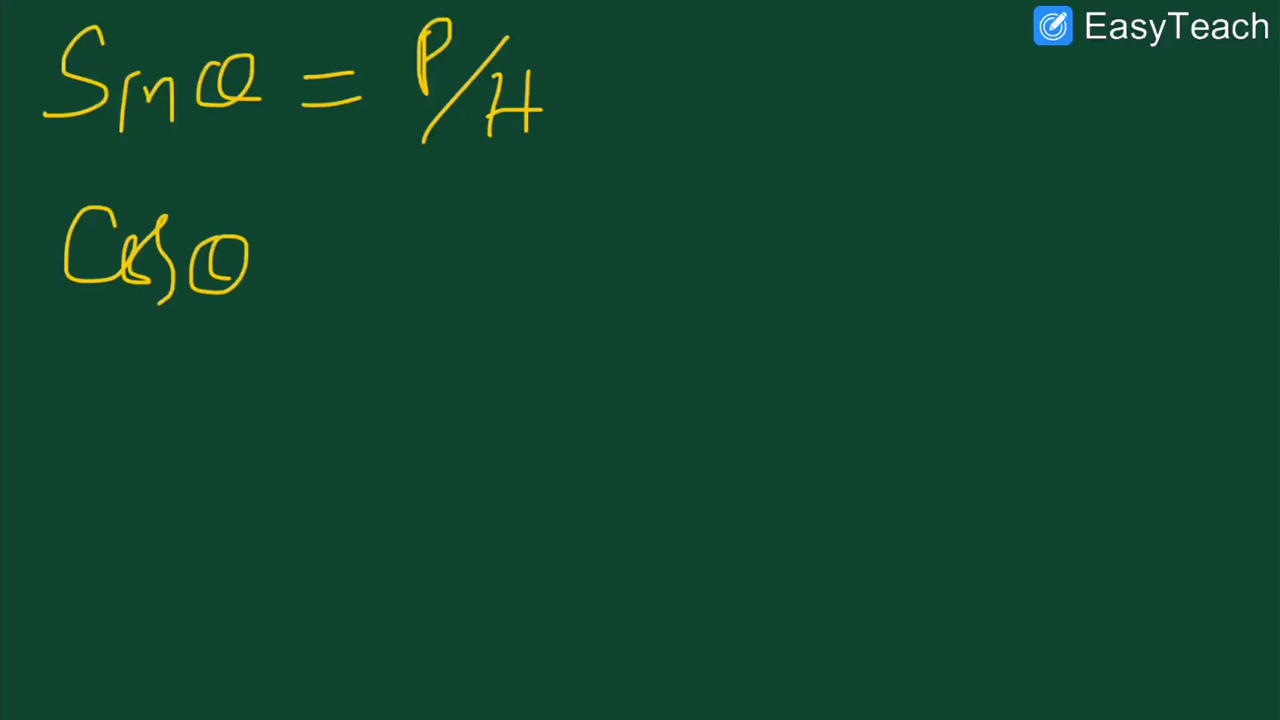 EasyTeach
Sinθ = P/H
Cosθ